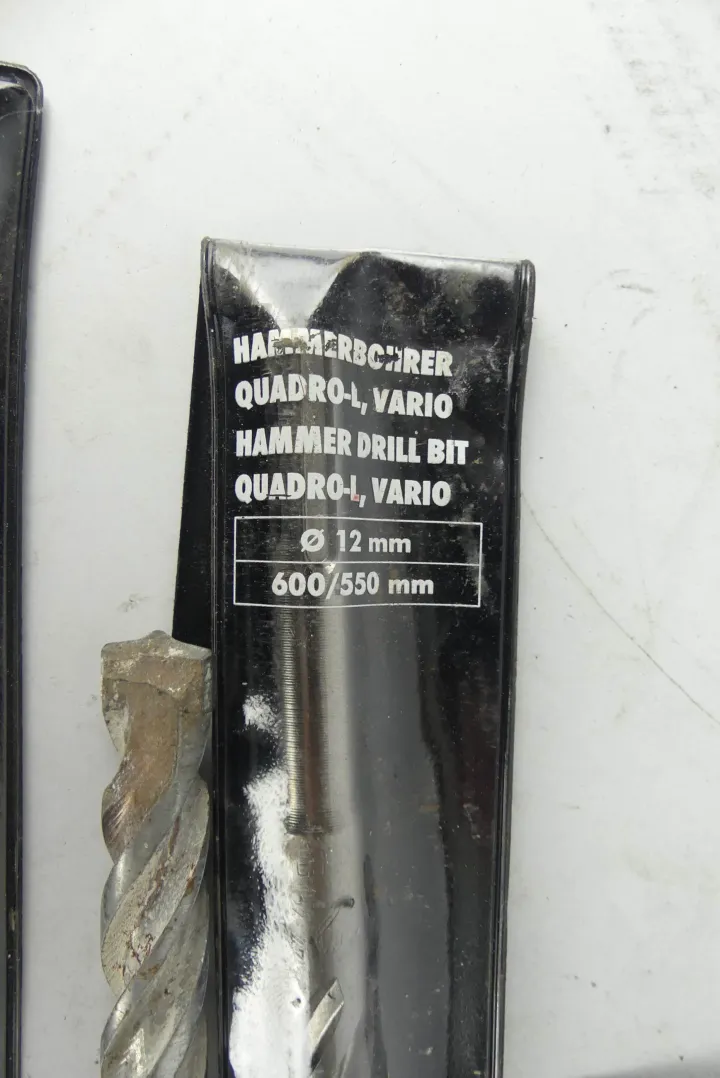 HAMMERBOHRER
QUADRO-L, VARIO
HAMMER DRILL BIT
QUADRO-L, VARIO
Ø 12 mm
600/550 mm